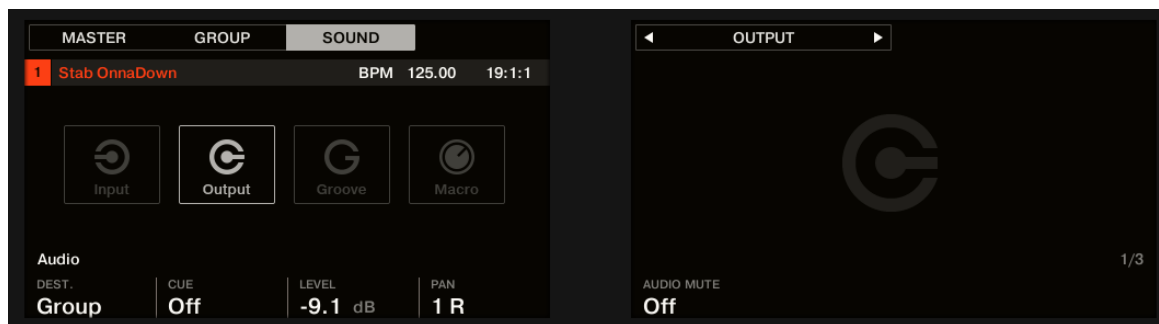 MASTER GROUP SOUND
1 Stab OnnaDown BPM 125.00 19:1:1
Input Output Groove Macro
Audio
DEST. CUE LEVEL PAN
Group Off -9.1 dB 1 R
OUTPUT
1/3
AUDIO MUTE
Off